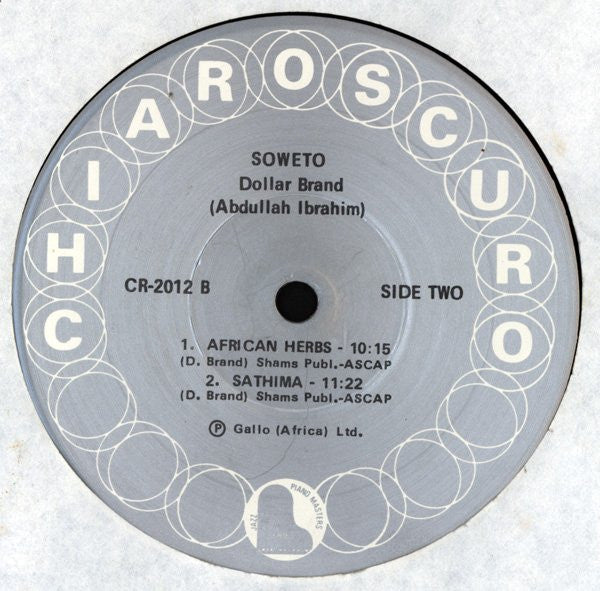 CHIAROSCURO
SOWETO
Dollar Brand
(Abdullah Ibrahim)
CR-2012 B
SIDE TWO
1. AFRICAN HERBS - 10:15
(D. Brand) Shams Publ.-ASCAP
2. SATHIMA - 11:22
(D. Brand) Shams Publ.-ASCAP
Ⓟ Gallo (Africa) Ltd.
JAZZ PIANO MASTERS